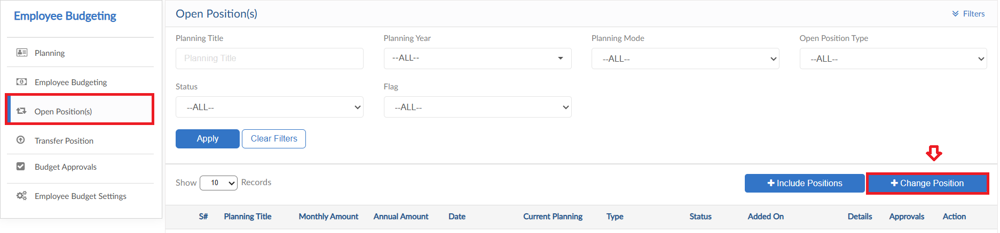 Employee Budgeting
Planning
Employee Budgeting
Open Position(s)
Transfer Position
Budget Approvals
Employee Budget Settings
Open Position(s)
Filters
Planning Title
Planning Year
Planning Mode
Open Position Type
Planning Title
--ALL--
--ALL--
--ALL--
Status
Flag
--ALL--
--ALL--
Apply
Clear Filters
Show 10 Records
+ Include Positions
+ Change Position
S# Planning Title Monthly Amount Annual Amount Date Current Planning Type Status Added On Details Approvals Action